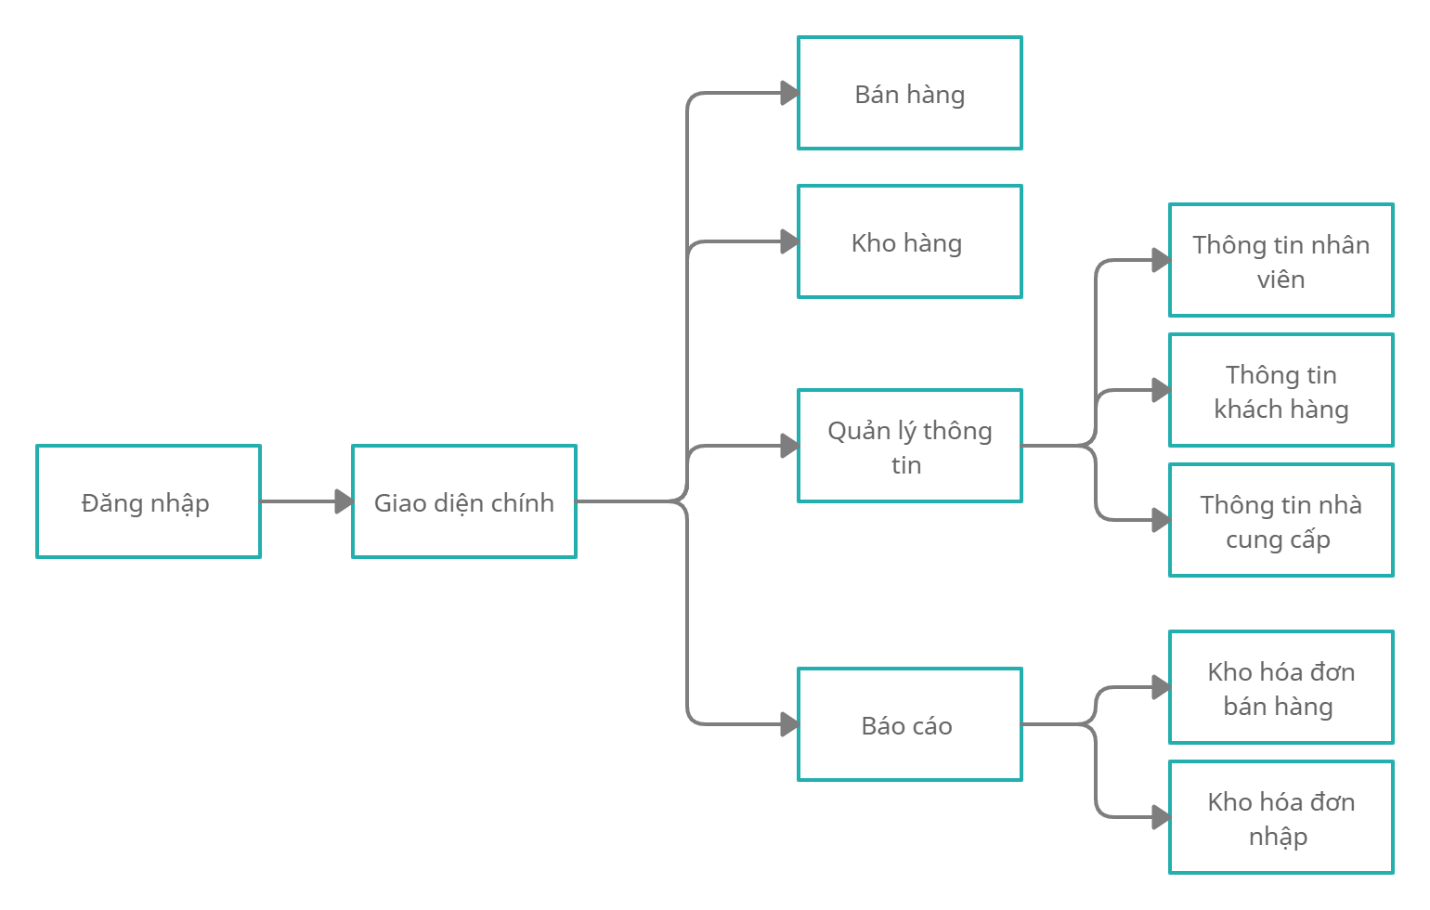 Bán hàng
Kho hàng
Thông tin nhân
viên
Thông tin
khách hàng
Quản lý thông
tin
Đăng nhập
Giao diện chính
Thông tin nhà
cung cấp
Kho hóa đơn
bán hàng
Báo cáo
Kho hóa đơn
nhập